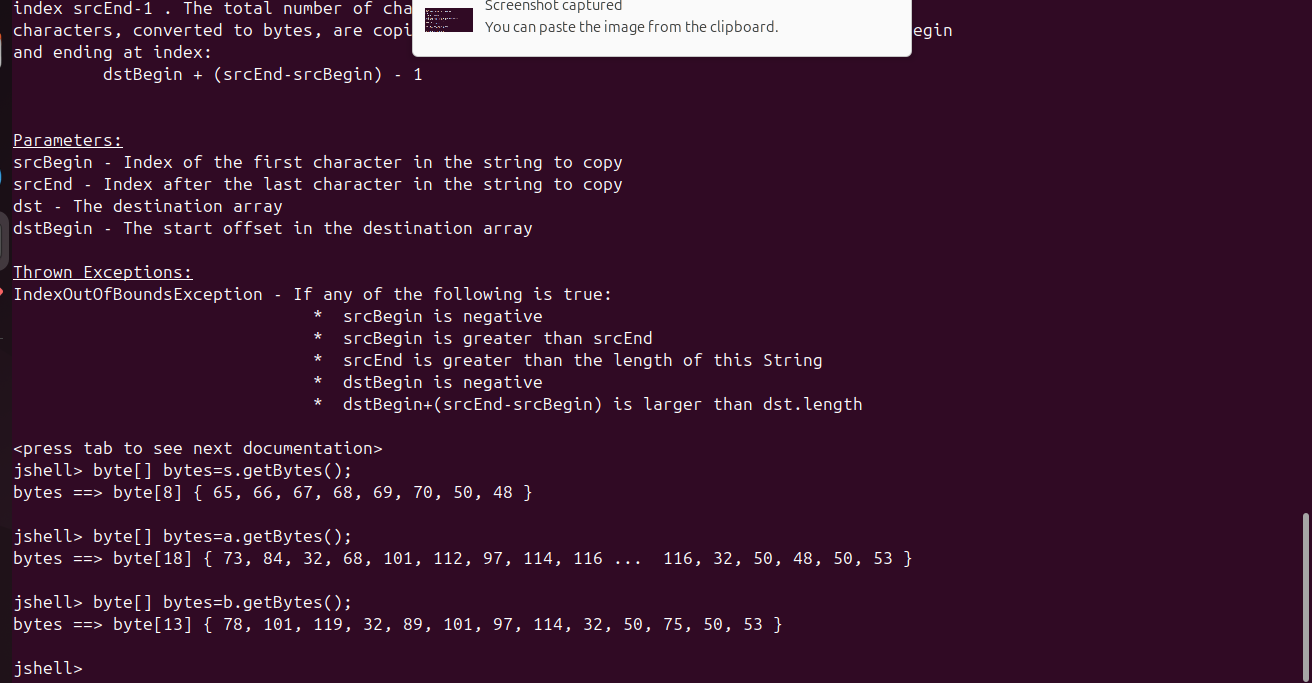 index srcEnd-1 . The total number of cha
Screenshot captured
characters, converted to bytes, are copi
You can paste the image from the clipboard.
egin
and ending at index:
dstBegin + (srcEnd-srcBegin) - 1
Parameters:
srcBegin - Index of the first character in the string to copy
srcEnd - Index after the last character in the string to copy
dst - The destination array
dstBegin - The start offset in the destination array
Thrown Exceptions:
IndexOutOfBoundsException - If any of the following is true:
* srcBegin is negative
* srcBegin is greater than srcEnd
* srcEnd is greater than the length of this String
* dstBegin is negative
* dstBegin+(srcEnd-srcBegin) is larger than dst.length
<press tab to see next documentation>
jshell> byte[] bytes=s.getBytes();
bytes ==> byte[8] { 65, 66, 67, 68, 69, 70, 50, 48 }
jshell> byte[] bytes=a.getBytes();
bytes ==> byte[18] { 73, 84, 32, 68, 101, 112, 97, 114, 116 ... 116, 32, 50, 48, 50, 53 }
jshell> byte[] bytes=b.getBytes();
bytes ==> byte[13] { 78, 101, 119, 32, 89, 101, 97, 114, 32, 50, 75, 50, 53 }
jshell>